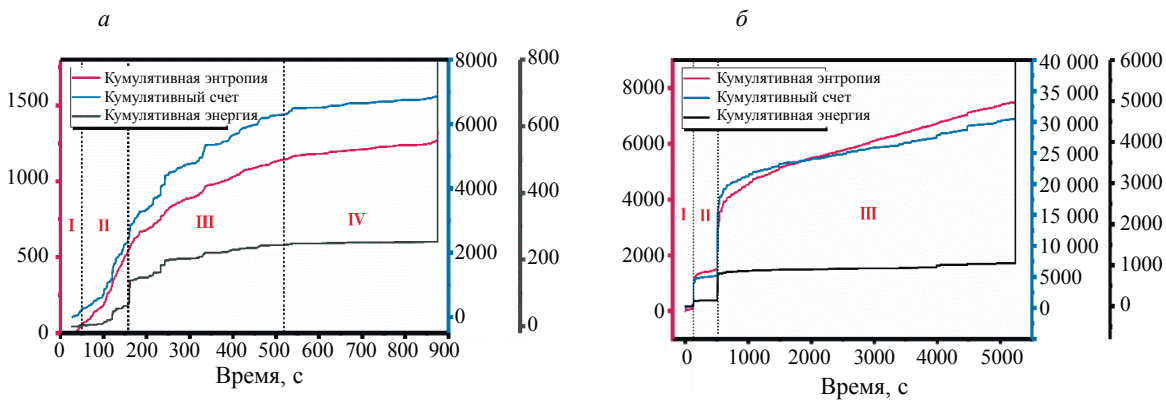 а
б
Кумулятивная энтропия
Кумулятивный счет
Кумулятивная энергия
1500
1000
500
0
8000
6000
4000
2000
0
800
600
400
200
0
I
II
III
IV
0 100 200 300 400 500 600 700 800 900
Время, с
Кумулятивная энтропия
Кумулятивный счет
Кумулятивная энергия
8000
6000
4000
2000
0
40 000
35 000
30 000
25 000
20 000
15 000
10 000
5000
0
6000
5000
4000
3000
2000
1000
0
I
II
III
0 1000 2000 3000 4000 5000
Время, с